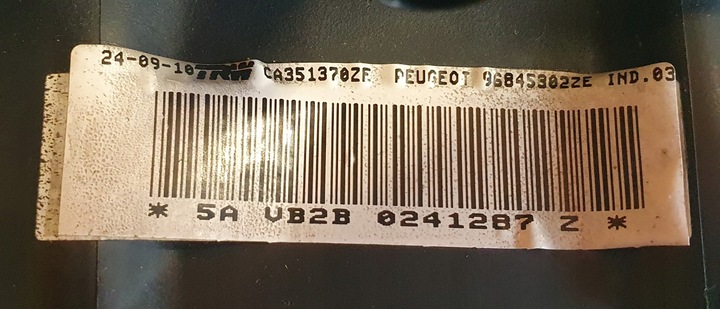 24-09-10 TRW CA351370ZF PEUGEOT 96845302ZE IND.03
* 5A VB2B 0241287 Z *